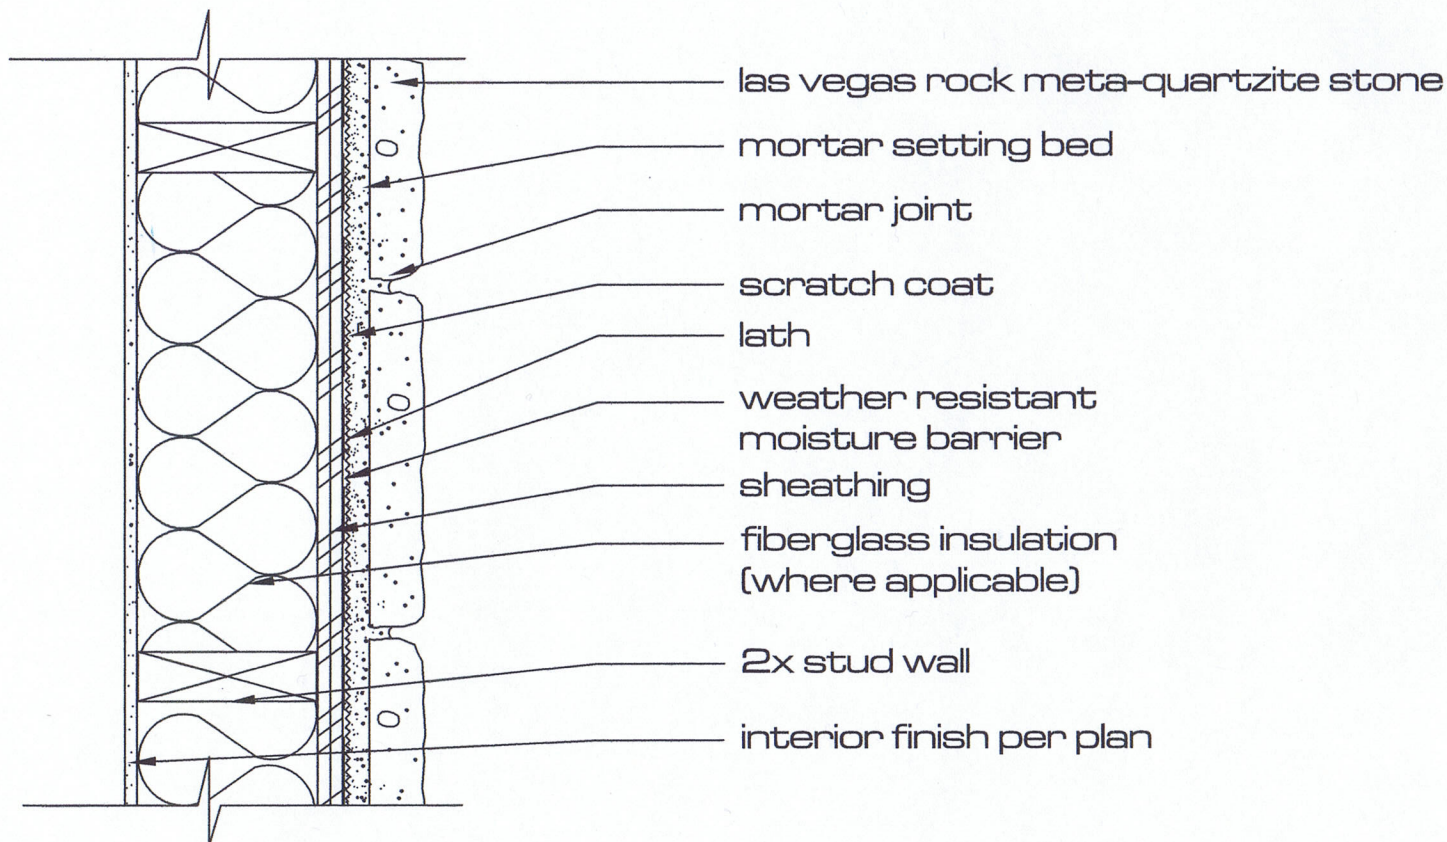 las vegas rock meta-quartzite stone
mortar setting bed
mortar joint
scratch coat
lath
weather resistant
moisture barrier
sheathing
fiberglass insulation
(where applicable)
2x stud wall
interior finish per plan